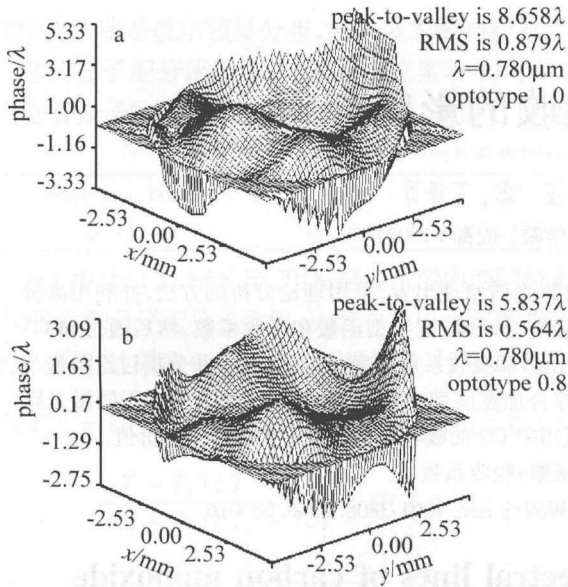 peak-to-valley is 8.658λ
RMS is 0.879λ
λ=0.780μm
optotype 1.0
a
phase/λ
5.33
3.17
1.00
-1.16
-3.33
-2.53
0.00
2.53
x/mm
-2.53
0.00
2.53
y/mm
peak-to-valley is 5.837λ
RMS is 0.564λ
λ=0.780μm
optotype 0.8
b
phase/λ
3.09
1.63
0.17
-1.29
-2.75
-2.53
0.00
2.53
x/mm
-2.53
0.00
2.53
y/mm